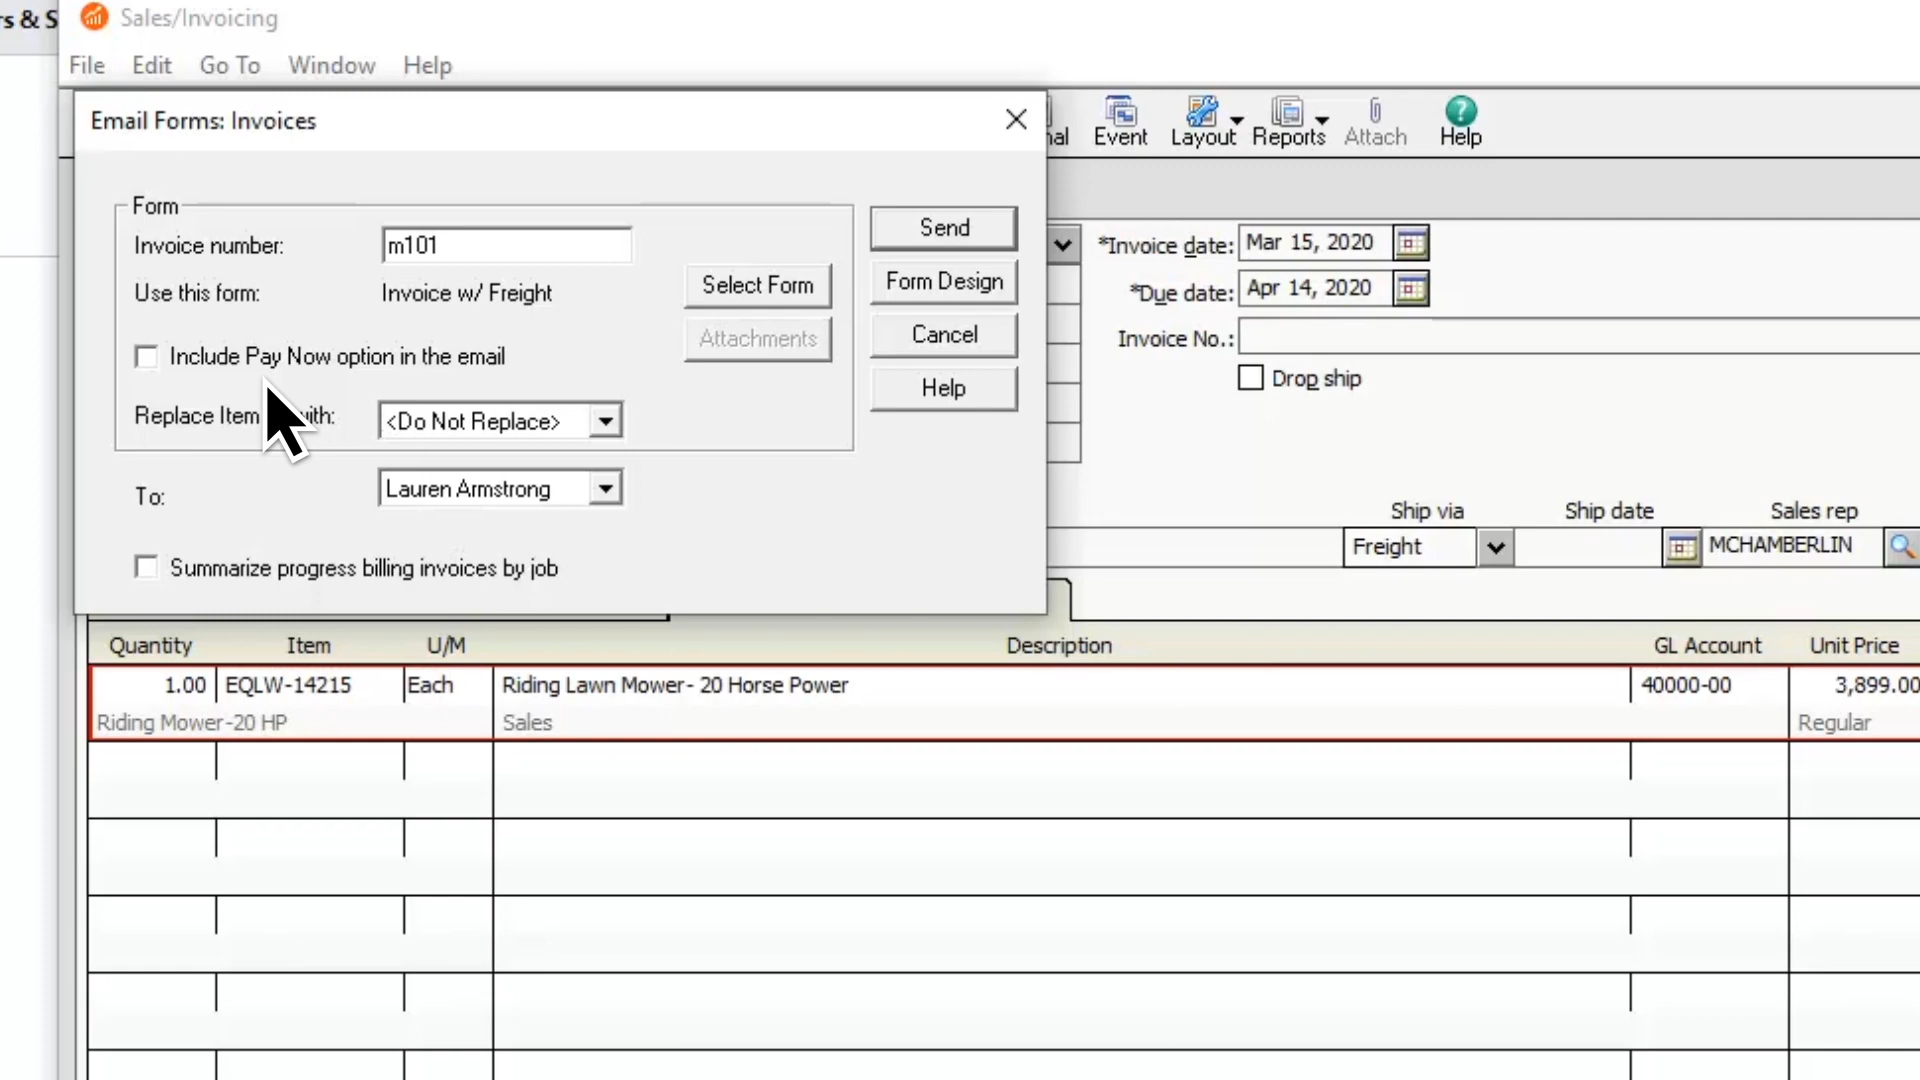 rs & S
Sales/Invoicing
File Edit Go To Window Help
Email Forms: Invoices
Event Layout Reports Attach Help
Form
Invoice number: m101
Use this form: Invoice w/ Freight
Include Pay Now option in the email
Replace Item with: <Do Not Replace>
To: Lauren Armstrong
Summarize progress billing invoices by job
Select Form
Attachments
Send
Form Design
Cancel
Help
*Invoice date: Mar 15, 2020
*Due date: Apr 14, 2020
Invoice No.:
Drop ship
Ship via Ship date Sales rep
Freight MCHAMBERLIN
Quantity Item U/M Description GL Account Unit Price
1.00 EQLW-14215 Each Riding Lawn Mower- 20 Horse Power 40000-00 3,899.00
Riding Mower-20 HP Sales Regular